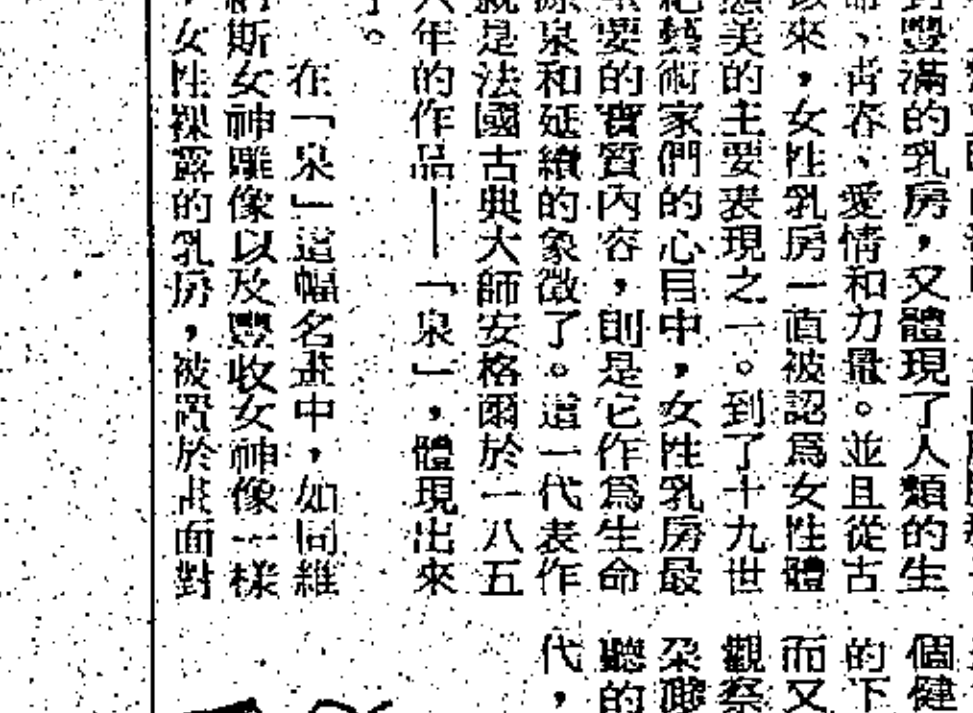 豐滿的乳房，又體現了人類的生
、青春、愛情和力量。並且從古
以來，女性乳房一直被認爲女性體
美的主要表現之一。到了十九世
紀藝術家們的心目中，女性乳房最
要的實質內容，則是它作爲生命
源泉和延續的象徵了。這一代表作
就是法國古典大師安格爾於一八五
六年的作品——「泉」，體現出來
。
在「泉」這幅名畫中，如同維
納斯女神雕像以及豐收女神像一樣
，女性裸露的乳房，被置於畫面對
個健
的下
而又
觀察
朵
聽的
代，